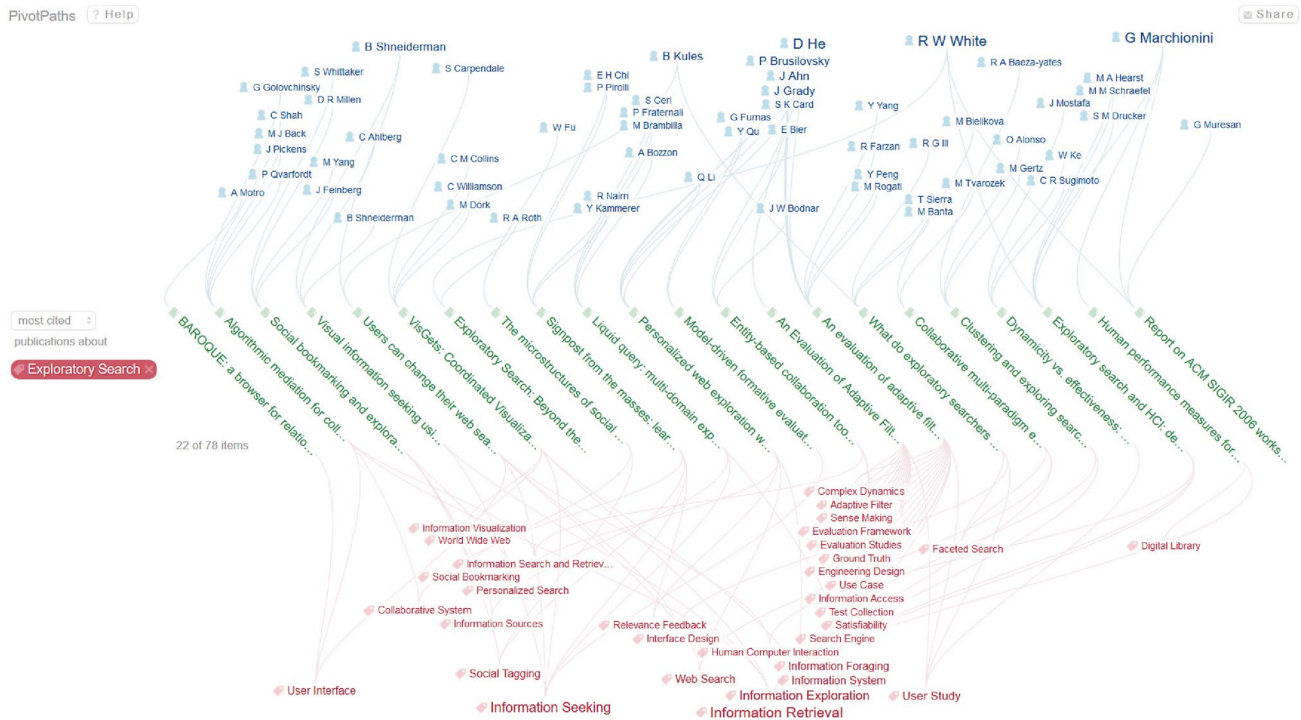 PivotPaths
? Help
Share
B Shneiderman
D He
R W White
G Marchionini
S Whittaker
S Carpendale
B Kules
P Brusilovsky
R A Baeza-yates
G Golovchinsky
E H Chi
J Ahn
M A Hearst
P Pirolli
J Grady
M M Schraefel
D R Millen
S Ceri
S K Card
Y Yang
J Mostafa
C Shah
P Fraternali
G Furnas
M Bielikova
S M Drucker
W Fu
M Brambilla
Y Qu
E Bier
G Muresan
M J Back
C Ahlberg
R G III
O Alonso
J Pickens
A Bozzon
R Farzan
W Ke
M Yang
C M Collins
M Gertz
P Qvarfordt
Q Li
Y Peng
C R Sugimoto
A Motro
J Feinberg
C Williamson
R Nairn
M Rogati
M Tvarozek
M Dörk
Y Kammerer
J W Bodnar
T Sierra
B Shneiderman
R A Roth
M Banta
most cited
publications about
Exploratory Search ×
22 of 78 items
BAROQUE: a browser for relatio...
Algorithmic mediation for coll...
Social bookmarking and explora...
Visual information seeking usi...
Users can change their web sea...
VisGets: Coordinated Visualiza...
Exploratory Search: Beyond the...
The microstructures of social ...
Signpost from the masses: lear...
Liquid query: multi-domain exp...
Personalized web exploration w...
Model-driven formative evaluat...
Entity-based collaboration too...
An Evaluation of Adaptive Filt...
An evaluation of adaptive filt...
What do exploratory searchers ...
Collaborative multi-paradigm e...
Clustering and exploring searc...
Dynamicity vs. effectiveness: ...
Exploratory search and HCI: de...
Human performance measures for...
Report on ACM SIGIR 2006 works...
Complex Dynamics
Adaptive Filter
Sense Making
Information Visualization
Evaluation Framework
World Wide Web
Evaluation Studies
Faceted Search
Digital Library
Ground Truth
Information Search and Retriev...
Engineering Design
Social Bookmarking
Use Case
Personalized Search
Information Access
Collaborative System
Test Collection
Information Sources
Relevance Feedback
Satisfiability
Interface Design
Search Engine
Human Computer Interaction
Information Foraging
Social Tagging
Web Search
Information System
User Interface
Information Exploration
User Study
Information Seeking
Information Retrieval